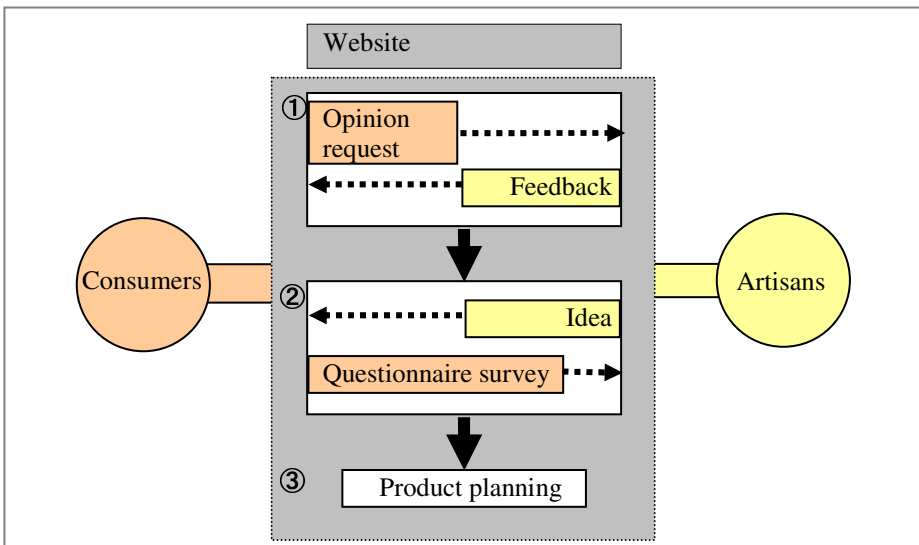 Website
①
Opinion
request
Feedback
Consumers
Artisans
②
Idea
Questionnaire survey
③
Product planning